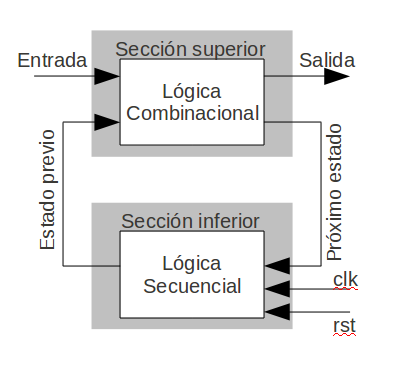 Sección superior
Entrada
Salida
Lógica
Combinacional
Estado previo
Próximo estado
Sección inferior
Lógica
Secuencial
clk
rst